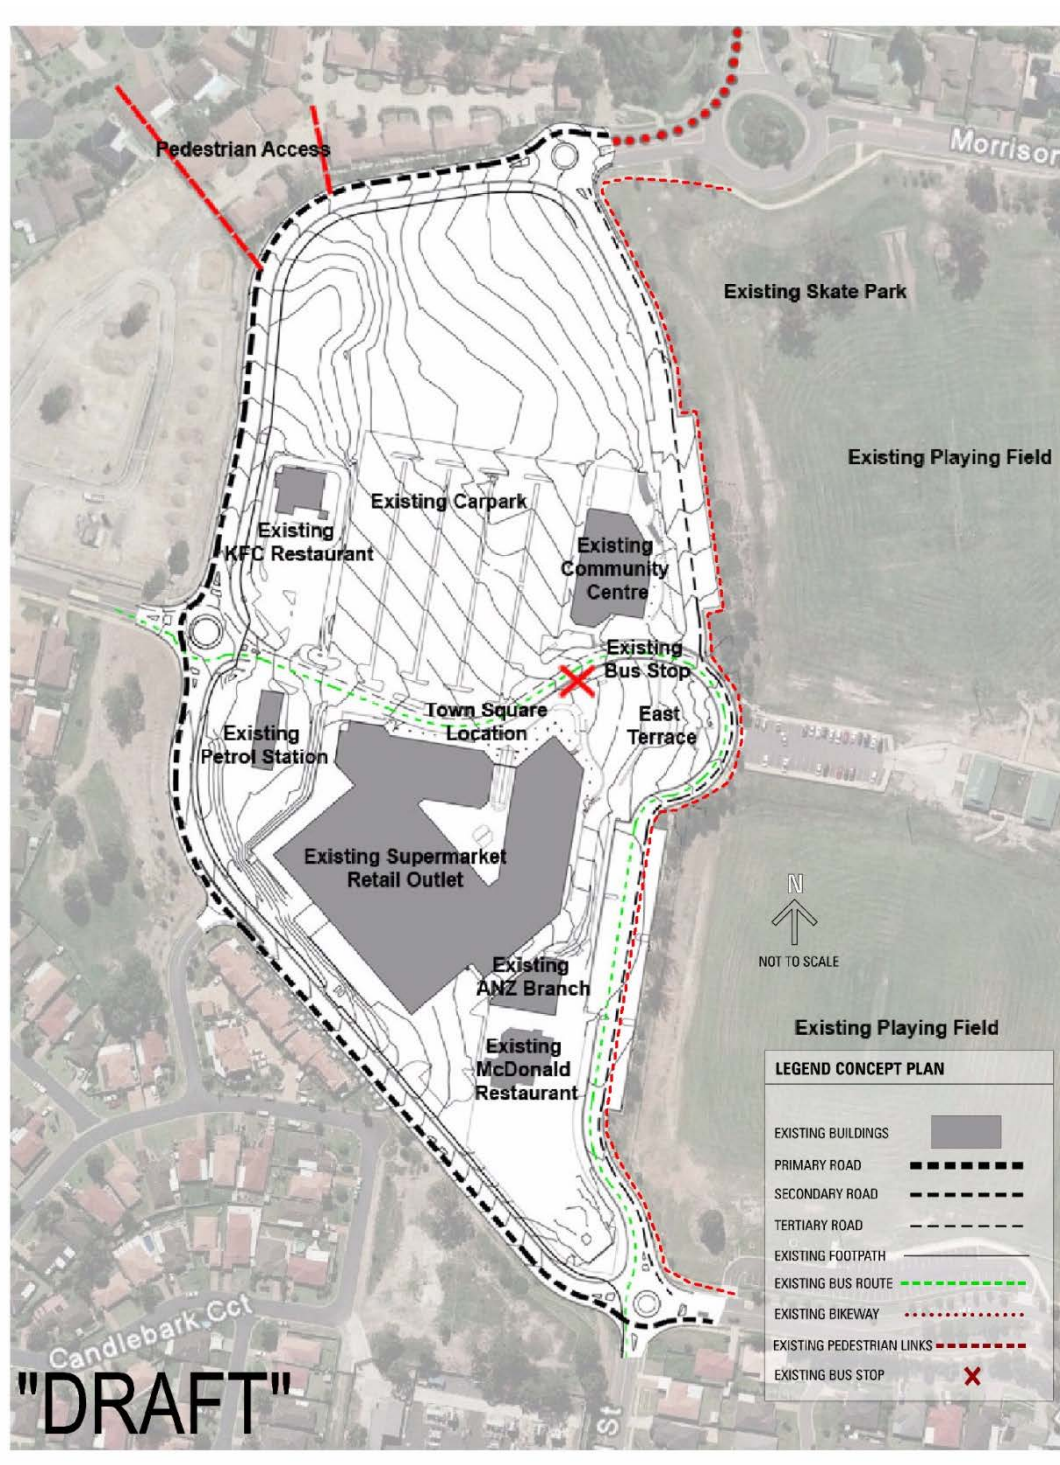 Pedestrian Access
Morrison
Existing Skate Park
Existing Playing Field
Existing Carpark
Existing
KFC Restaurant
Existing
Community
Centre
Existing
Bus Stop
Town Square
Location
East
Terrace
Existing
Petrol Station
Existing Supermarket
Retail Outlet
N
NOT TO SCALE
Existing
ANZ Branch
Existing Playing Field
Existing
McDonald
Restaurant
LEGEND CONCEPT PLAN
EXISTING BUILDINGS
PRIMARY ROAD
SECONDARY ROAD
TERTIARY ROAD
EXISTING FOOTPATH
EXISTING BUS ROUTE
EXISTING BIKEWAY
EXISTING PEDESTRIAN LINKS
EXISTING BUS STOP
Candlebark Cct
"DRAFT"
St